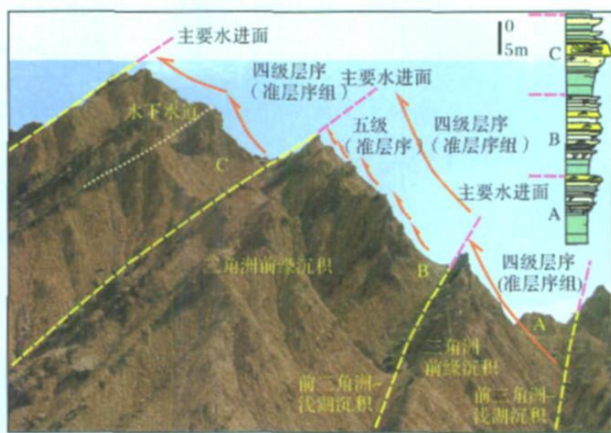 主要水进面
四级层序
(准层序组)
主要水进面
水下水道
五级
(准层序)
四级层序
(准层序组)
C
主要水进面
三角洲前缘沉积
B
四级层序
(准层序组)
A
三角洲
前缘沉积
前三角洲–
浅湖沉积
前三角洲–
浅湖沉积
0
5m
C
B
A